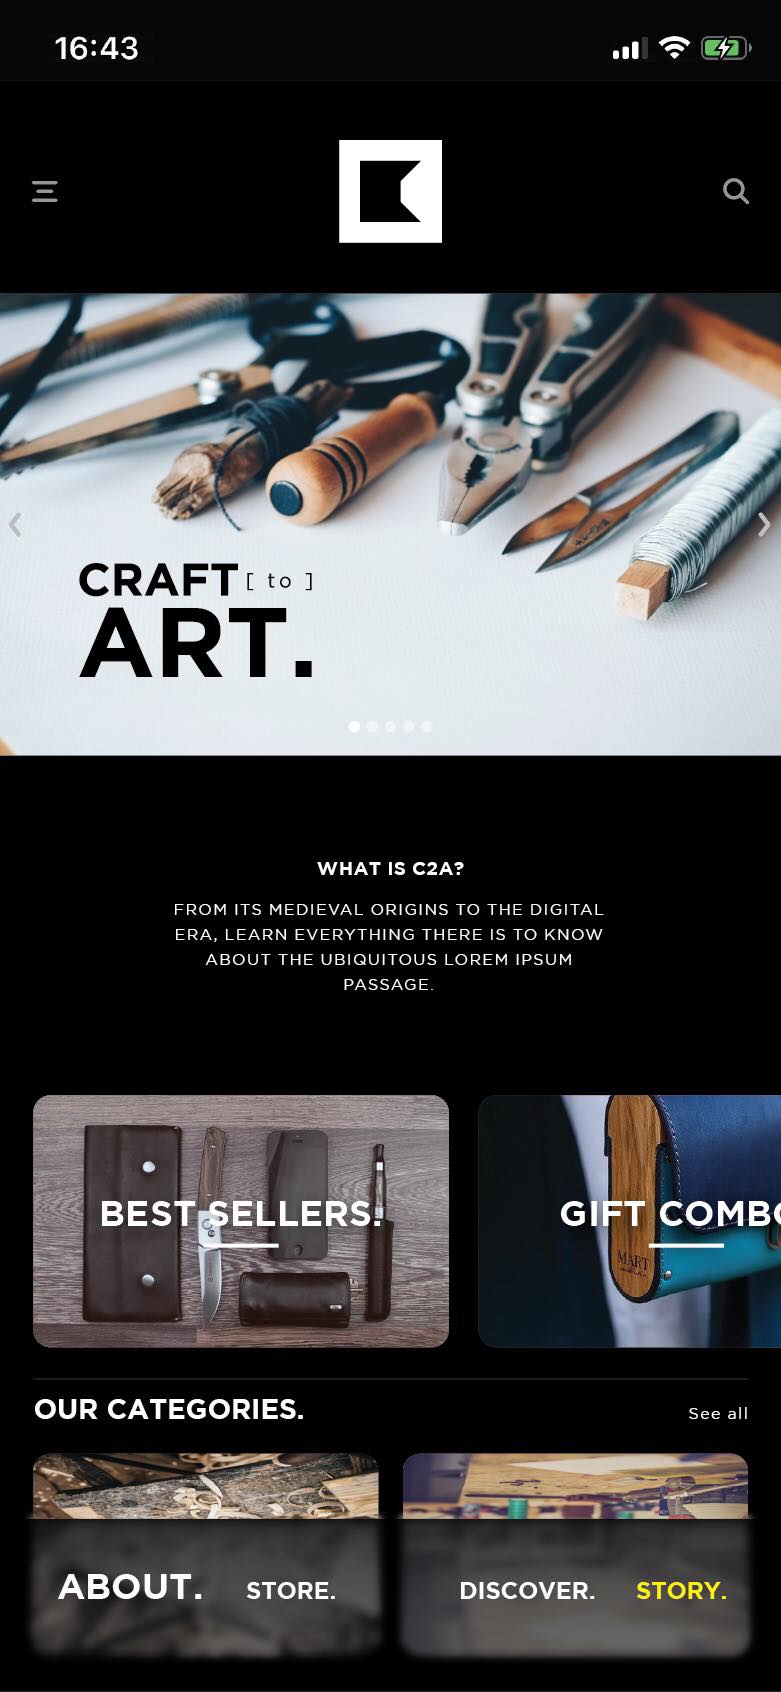 16:43
CRAFT [ to ]
ART.
WHAT IS C2A?
FROM ITS MEDIEVAL ORIGINS TO THE DIGITAL
ERA, LEARN EVERYTHING THERE IS TO KNOW
ABOUT THE UBIQUITOUS LOREM IPSUM
PASSAGE.
BEST SELLERS.
GIFT COMBO
MART
OUR CATEGORIES.
See all
ABOUT. STORE. DISCOVER. STORY.